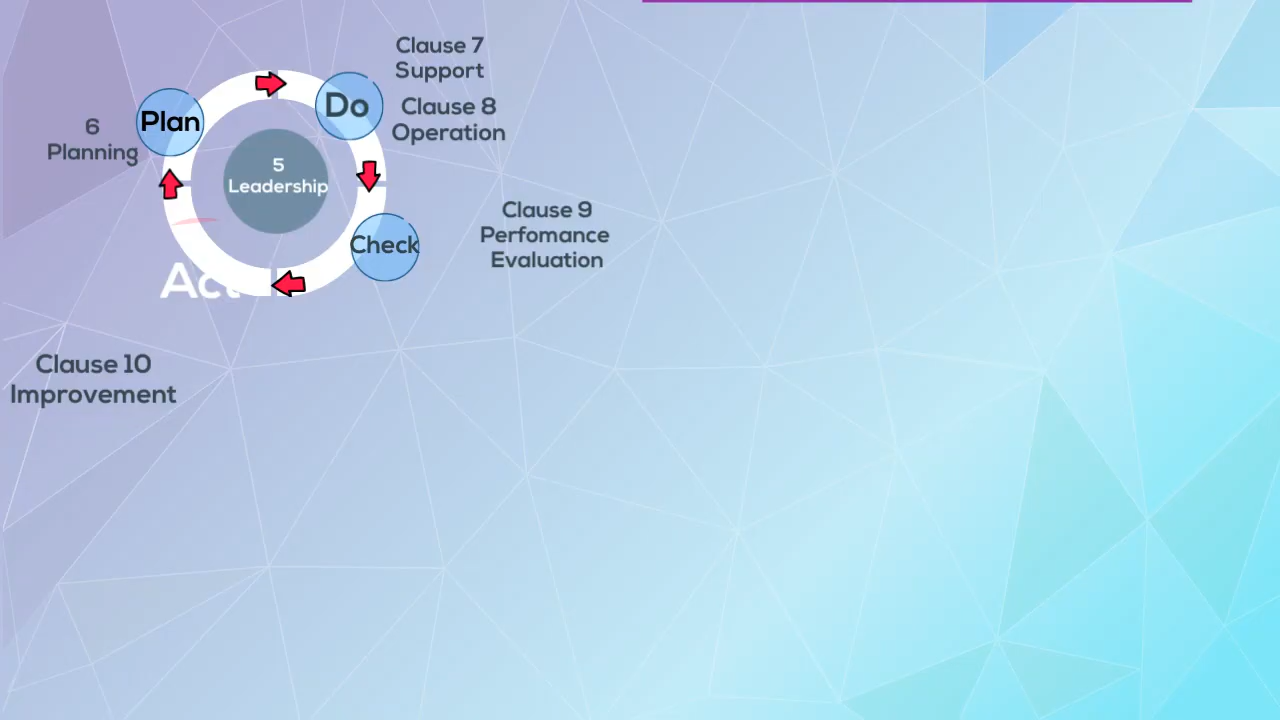 Clause 7
Support
Do
Clause 8
Operation
Plan
6
Planning
5
Leadership
Clause 9
Perfomance
Evaluation
Check
Act
Clause 10
Improvement